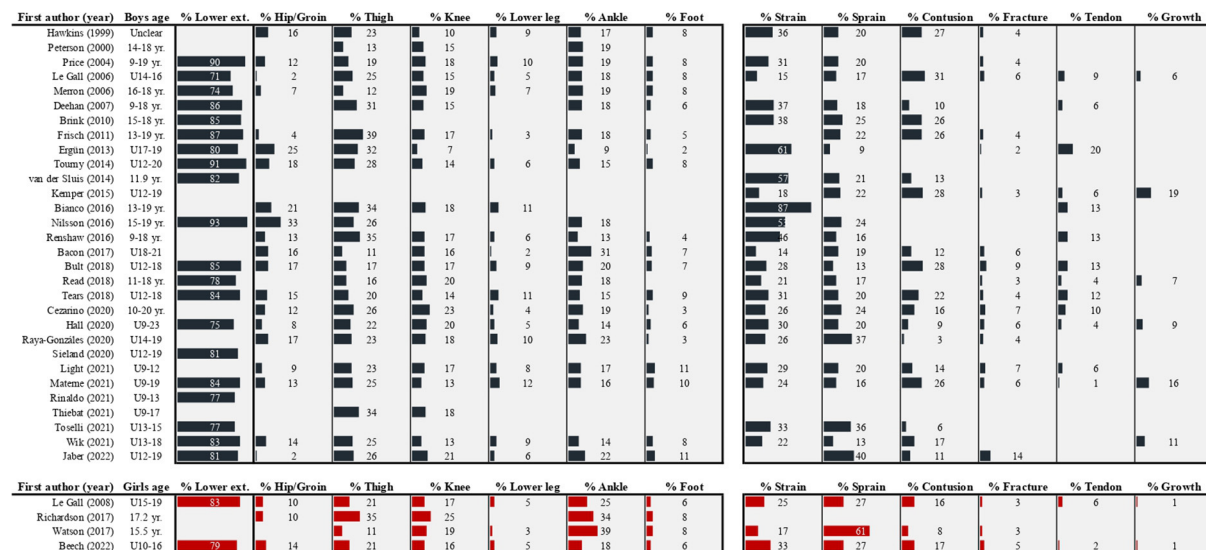 First author (year) Boys age % Lower ext. % Hip/Groin % Thigh % Knee % Lower leg % Ankle % Foot % Strain % Sprain % Contusion % Fracture % Tendon % Growth
Hawkins (1999) Unclear 16 23 10 9 17 8 36 20 27 4
Peterson (2000) 14-18 yr. 13 15 19
Price (2004) 9-19 yr. 90 12 19 18 10 19 8 31 20 4
Le Gall (2006) U14-16 71 2 25 15 5 18 8 15 17 31 6 9 6
Merron (2006) 16-18 yr. 74 7 12 19 7 19 8
Deehan (2007) 9-18 yr. 86 31 15 18 6 37 18 10 6
Brink (2010) 15-18 yr. 85 38 25 26
Frisch (2011) 13-19 yr. 87 4 39 17 3 18 5 22 26 4
Ergün (2013) U17-19 80 25 32 7 9 2 61 9 2 20
Tourny (2014) U12-20 91 18 28 14 6 15 8
van der Sluis (2014) 11.9 yr. 82 57 21 13
Kemper (2015) U12-19 18 22 28 3 6 19
Bianco (2016) 13-19 yr. 21 34 18 11 87 13
Nilsson (2016) 15-19 yr. 93 33 26 18 24
Renshaw (2016) 9-18 yr. 13 35 17 6 13 4 46 16 13
Bacon (2017) U18-21 16 11 16 2 31 7 14 19 12 6
Bult (2018) U12-18 85 17 17 17 9 20 7 28 13 28 9 13
Read (2018) 11-18 yr. 78 16 20 18 21 17 3 4 7
Tears (2018) U12-18 84 15 20 14 11 15 9 31 20 22 4 12
Cezarino (2020) 10-20 yr. 12 26 23 4 19 3 26 24 16 7 10
Hall (2020) U9-23 75 8 22 20 5 14 6 30 20 9 6 4 9
Raya-Gonzáles (2020) U14-19 17 23 18 10 23 3 26 37 3 4
Sieland (2020) U12-19 81
Light (2021) U9-12 9 23 17 8 17 11 29 20 14 7 6
Materne (2021) U9-19 84 13 25 13 12 16 10 24 16 26 6 1 16
Rinaldo (2021) U9-13 77
Thiebat (2021) U9-17 34 18
Toselli (2021) U13-15 77 33 36 6
Wik (2021) U13-18 83 14 25 13 9 14 8 22 13 17 11
Jaber (2022) U12-19 81 2 26 21 6 22 11 40 11 14
First author (year) Girls age % Lower ext. % Hip/Groin % Thigh % Knee % Lower leg % Ankle % Foot % Strain % Sprain % Contusion % Fracture % Tendon % Growth
Le Gall (2008) U15-19 83 10 21 17 5 25 6 25 27 16 3 6 1
Richardson (2017) 17.2 yr. 10 35 25 34 8
Watson (2017) 15.5 yr. 11 19 3 39 8 17 61 8 3
Beech (2022) U10-16 79 14 21 16 5 18 6 33 27 17 5 2 1